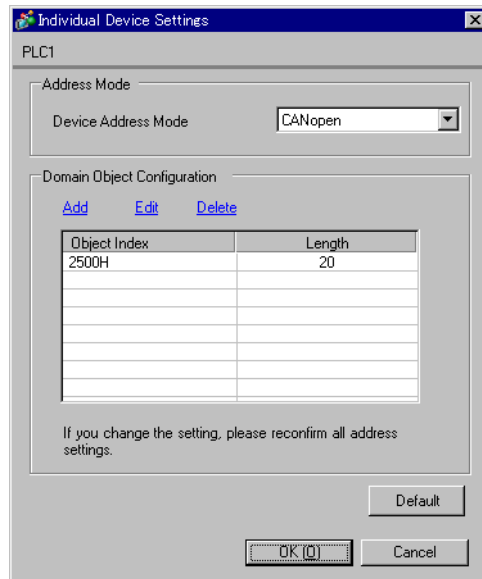 Individual Device Settings
PLC1
Address Mode
Device Address Mode CANopen
Domain Object Configuration
Add Edit Delete
Object Index Length
2500H 20
If you change the setting, please reconfirm all address
settings.
Default
OK (O) Cancel